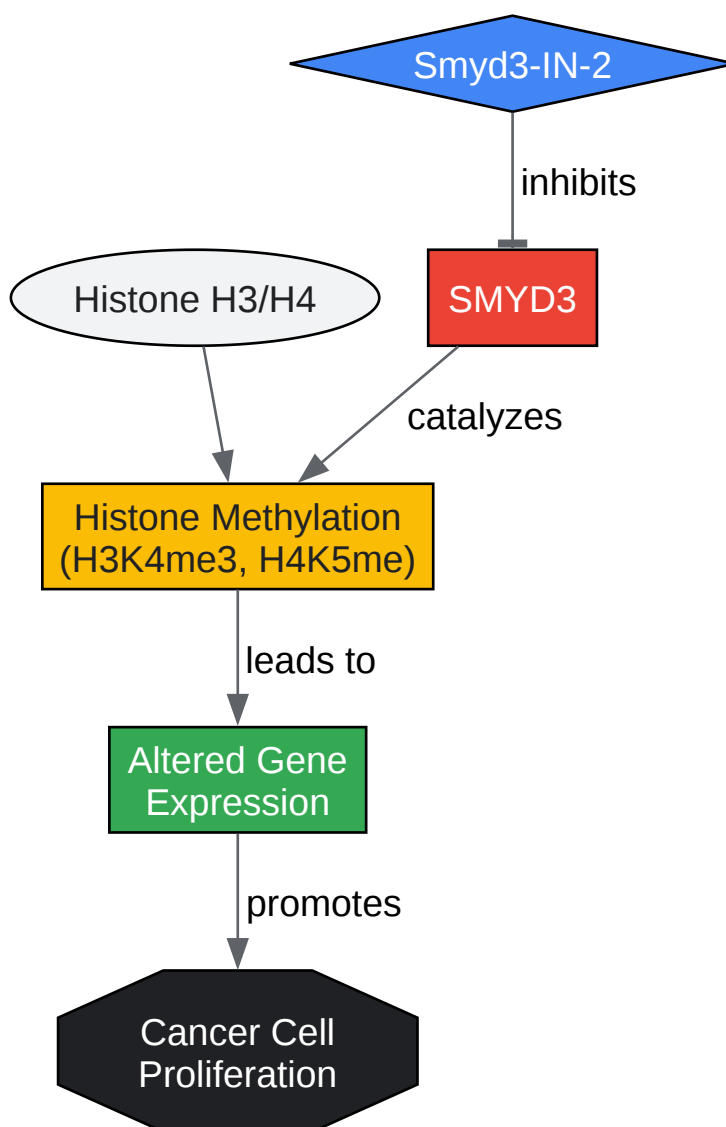 Smyd3-IN-2
inhibits
Histone H3/H4
SMYD3
catalyzes
Histone Methylation
(H3K4me3, H4K5me)
leads to
Altered Gene
Expression
promotes
Cancer Cell
Proliferation